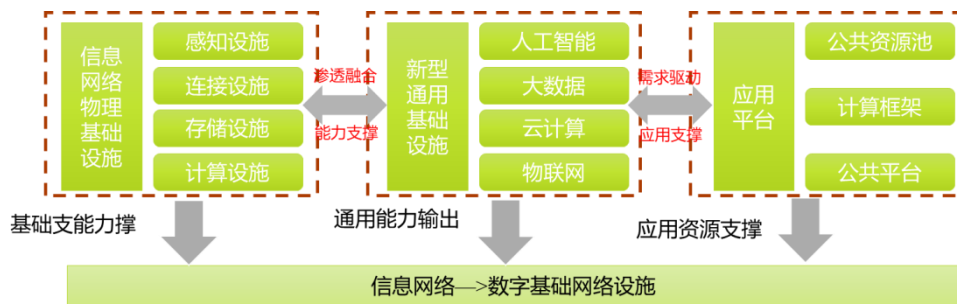 信息
网络
物理
基础
设施
感知设施
连接设施
存储设施
计算设施
渗透融合
能力支撑
新型
通用
基础
设施
人工智能
大数据
云计算
物联网
需求驱动
应用支撑
应用
平台
公共资源池
计算框架
公共平台
基础支能力撑
通用能力输出
应用资源支撑
信息网络—>数字基础网络设施